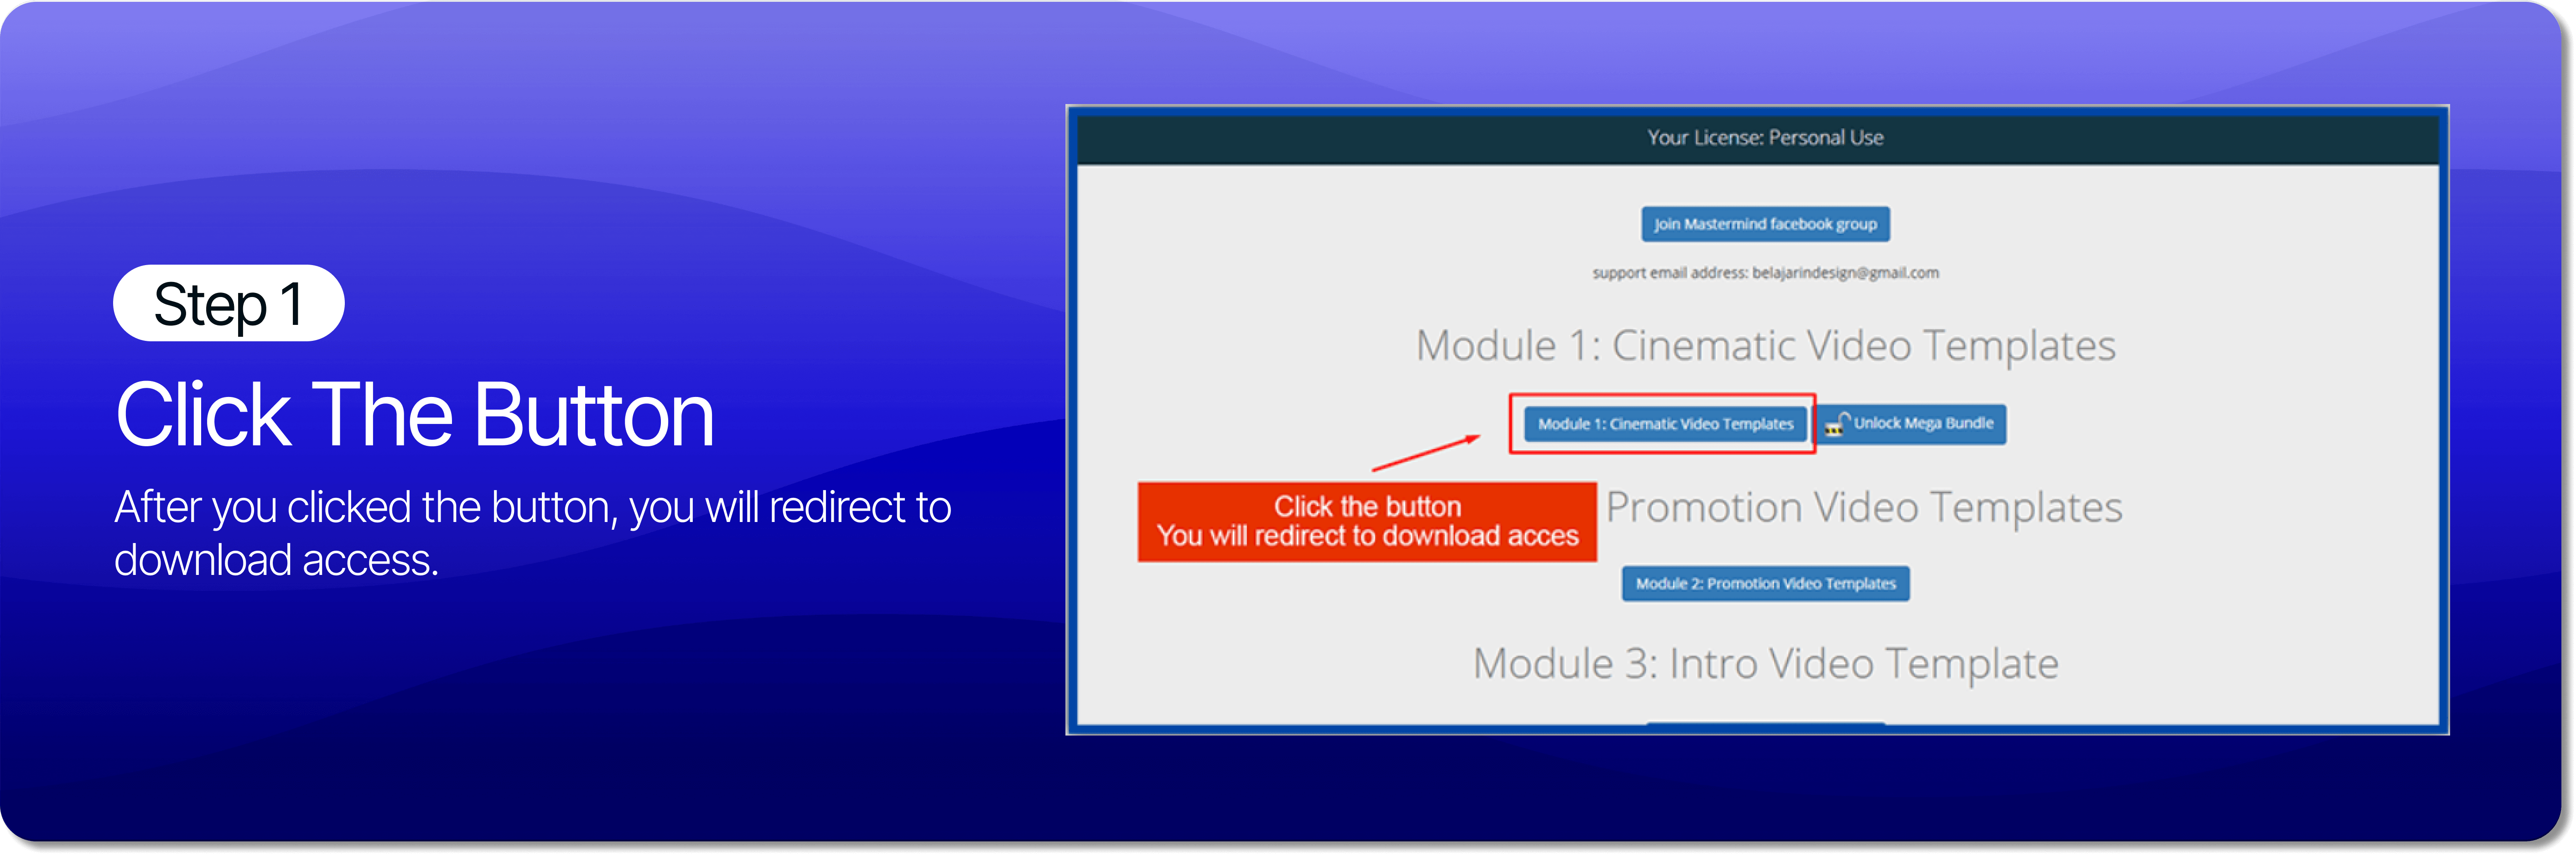 Step 1
Click The Button
After you clicked the button, you will redirect to
download access.
Your License: Personal Use
Join Mastermind facebook group
support email address: belajarindesign@gmail.com
Module 1: Cinematic Video Templates
Module 1: Cinematic Video Templates
Unlock Mega Bundle
Click the button
You will redirect to download acces
Promotion Video Templates
Module 2: Promotion Video Templates
Module 3: Intro Video Template